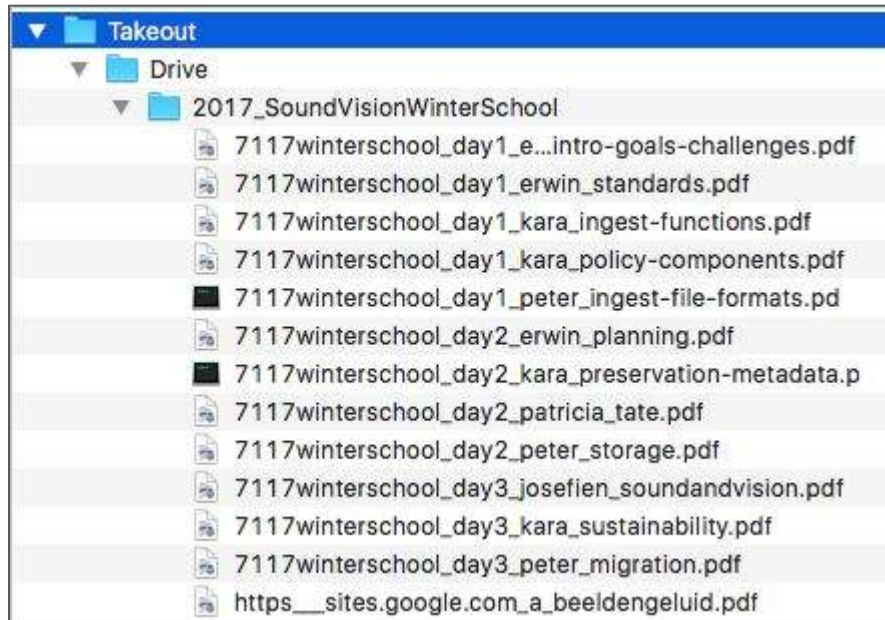 Takeout
Drive
2017_SoundVisionWinterSchool
7117winterschool_day1_e...intro-goals-challenges.pdf
7117winterschool_day1_erwin_standards.pdf
7117winterschool_day1_kara_ingest-functions.pdf
7117winterschool_day1_kara_policy-components.pdf
7117winterschool_day1_peter_ingest-file-formats.pd
7117winterschool_day2_erwin_planning.pdf
7117winterschool_day2_kara_preservation-metadata.p
7117winterschool_day2_patricia_tate.pdf
7117winterschool_day2_peter_storage.pdf
7117winterschool_day3_josefien_soundandvision.pdf
7117winterschool_day3_kara_sustainability.pdf
7117winterschool_day3_peter_migration.pdf
https___sites.google.com_a_beeldengeluid.pdf